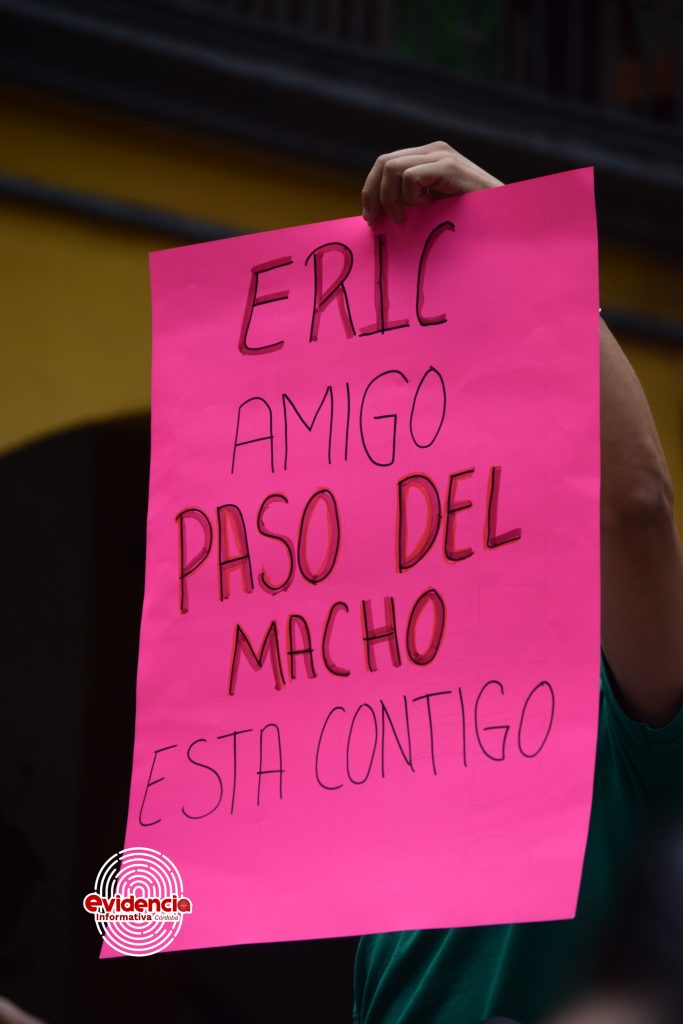 ERIC
AMIGO
PASO DEL
MACHO
ESTA CONTIGO
evidencia
Informativa Córdoba